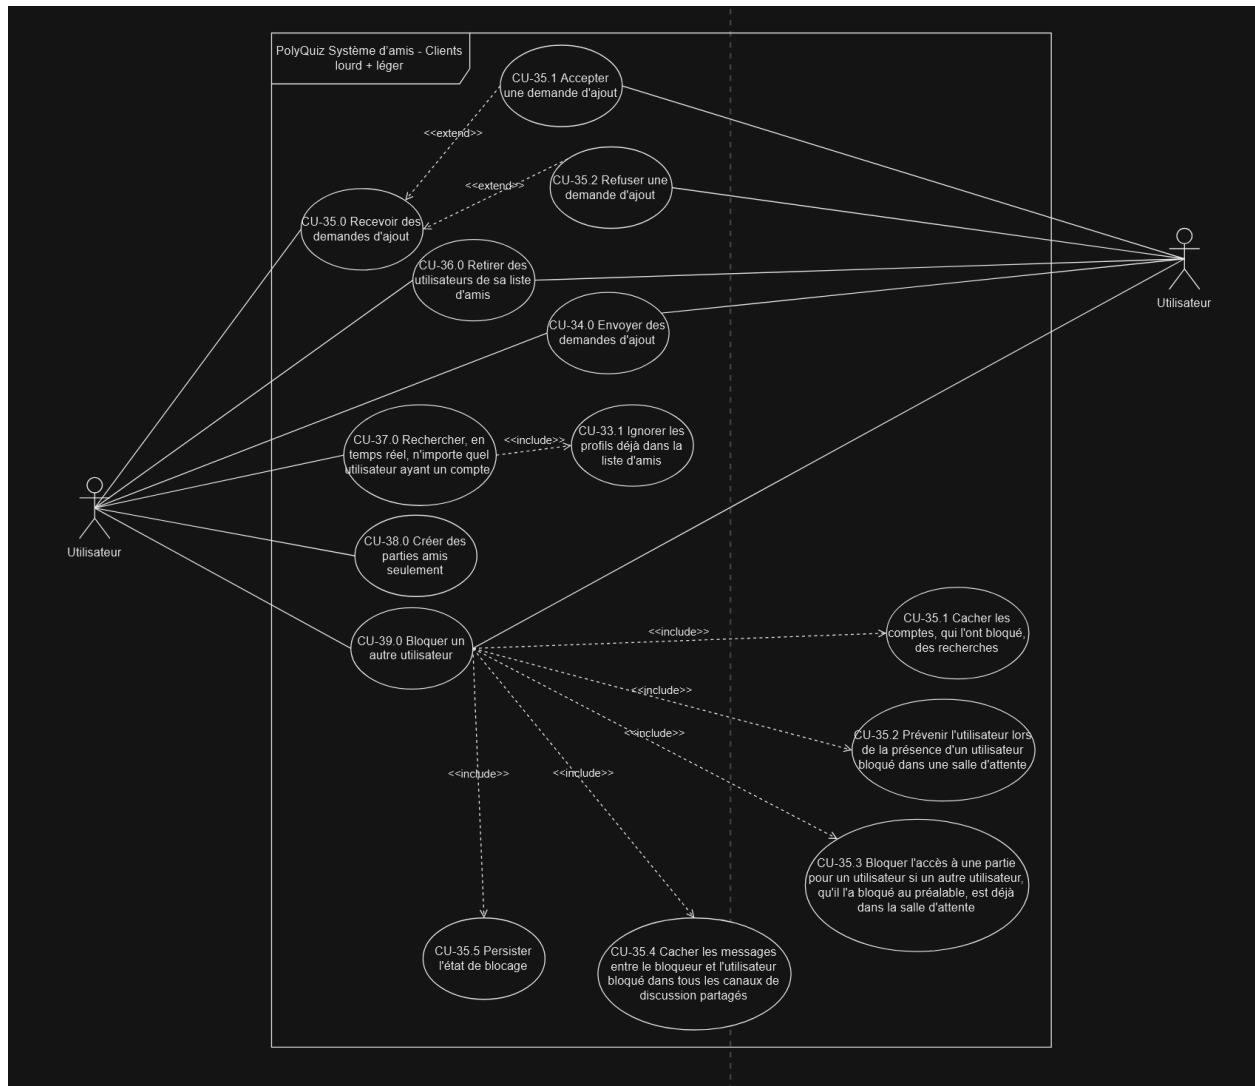 PolyQuiz Système d'amis - Clients
lourd + léger
CU-35.1 Accepter
une demande d'ajout
<<extend>>
<<extend>>
CU-35.2 Refuser une
demande d'ajout
CU-35.0 Recevoir des
demandes d'ajout
CU-36.0 Retirer des
utilisateurs de sa liste
d'amis
Utilisateur
CU-34.0 Envoyer des
demandes d'ajout
CU-37.0 Rechercher, en
temps réel, n'importe quel
utilisateur ayant un compte
<<include>>
CU-33.1 Ignorer les
profils déjà dans la
liste d'amis
Utilisateur
CU-38.0 Créer des
parties amis
seulement
CU-39.0 Bloquer un
autre utilisateur
<<include>>
CU-35.1 Cacher les
comptes, qui l'ont bloqué,
des recherches
<<include>>
CU-35.2 Prévenir l'utilisateur lors
de la présence d'un utilisateur
bloqué dans une salle d'attente
<<include>>
<<include>>
<<include>>
CU-35.3 Bloquer l'accès à une partie
pour un utilisateur si un autre utilisateur,
qu'il l'a bloqué au préalable, est déjà
dans la salle d'attente
CU-35.5 Persister
l'état de blocage
CU-35.4 Cacher les messages
entre le bloqueur et l'utilisateur
bloqué dans tous les canaux de
discussion partagés